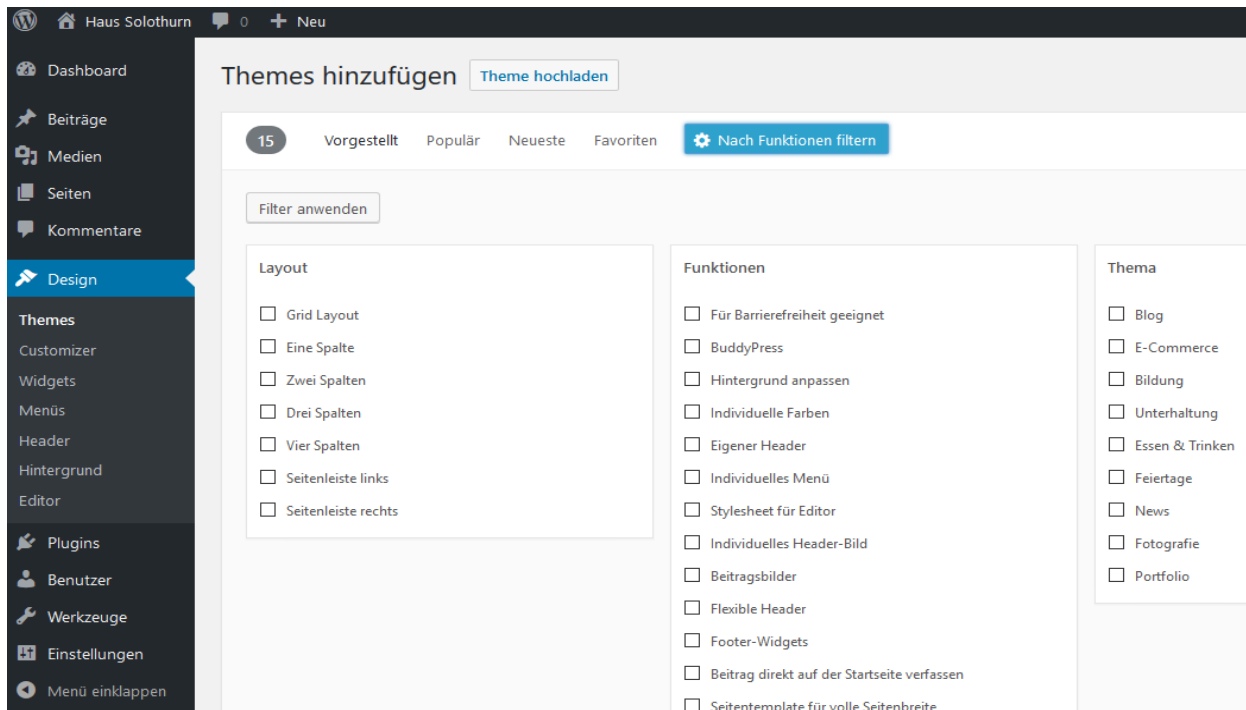 Haus Solothurn 0 Neu
Dashboard
Beiträge
Medien
Seiten
Kommentare
Design
Themes
Customizer
Widgets
Menüs
Header
Hintergrund
Editor
Plugins
Benutzer
Werkzeuge
Einstellungen
Menü einklappen
Themes hinzufügen Theme hochladen
15 Vorgestellt Populär Neueste Favoriten Nach Funktionen filtern
Filter anwenden
Layout
Grid Layout
Eine Spalte
Zwei Spalten
Drei Spalten
Vier Spalten
Seitenleiste links
Seitenleiste rechts
Funktionen
Für Barrierefreiheit geeignet
BuddyPress
Hintergrund anpassen
Individuelle Farben
Eigener Header
Individuelles Menü
Stylesheet für Editor
Individuelles Header-Bild
Beitragsbilder
Flexible Header
Footer-Widgets
Beitrag direkt auf der Startseite verfassen
Seitentemplate für volle Seitenbreite
Thema
Blog
E-Commerce
Bildung
Unterhaltung
Essen & Trinken
Feiertage
News
Fotografie
Portfolio